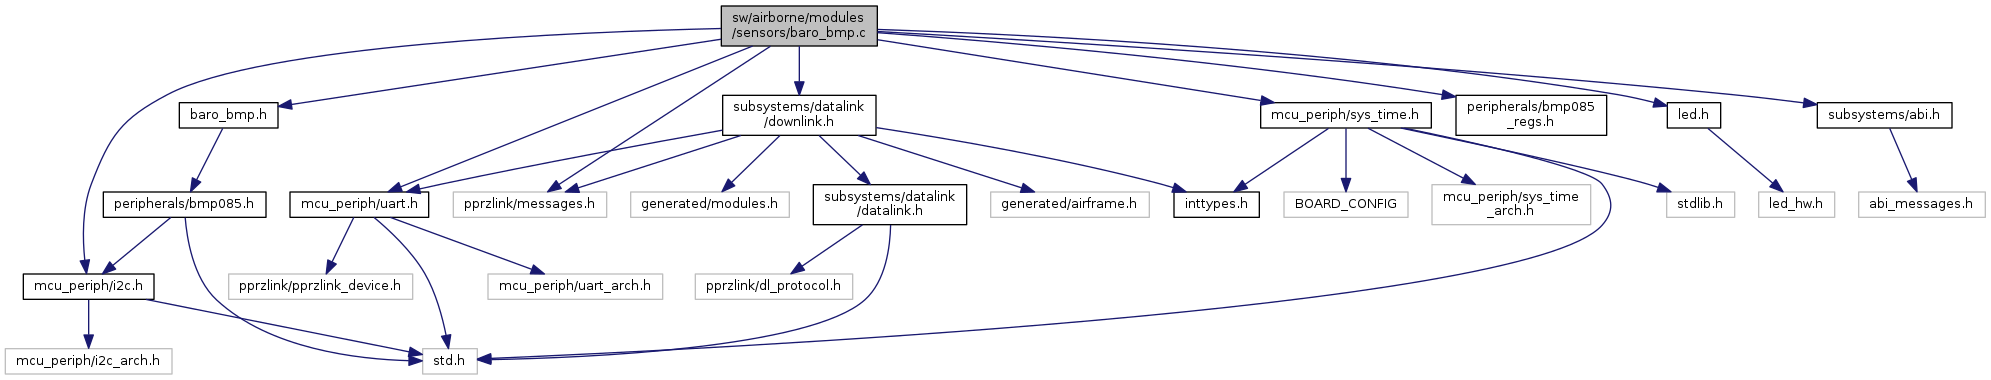 sw/airborne/modules
/sensors/baro_bmp.c
baro_bmp.h
subsystems/datalink
/downlink.h
mcu_periph/sys_time.h
peripherals/bmp085
_regs.h
led.h
subsystems/abi.h
peripherals/bmp085.h
mcu_periph/uart.h
pprzlink/messages.h
generated/modules.h
subsystems/datalink
/datalink.h
generated/airframe.h
inttypes.h
BOARD_CONFIG
mcu_periph/sys_time
_arch.h
stdlib.h
led_hw.h
abi_messages.h
mcu_periph/i2c.h
pprzlink/pprzlink_device.h
mcu_periph/uart_arch.h
pprzlink/dl_protocol.h
mcu_periph/i2c_arch.h
std.h